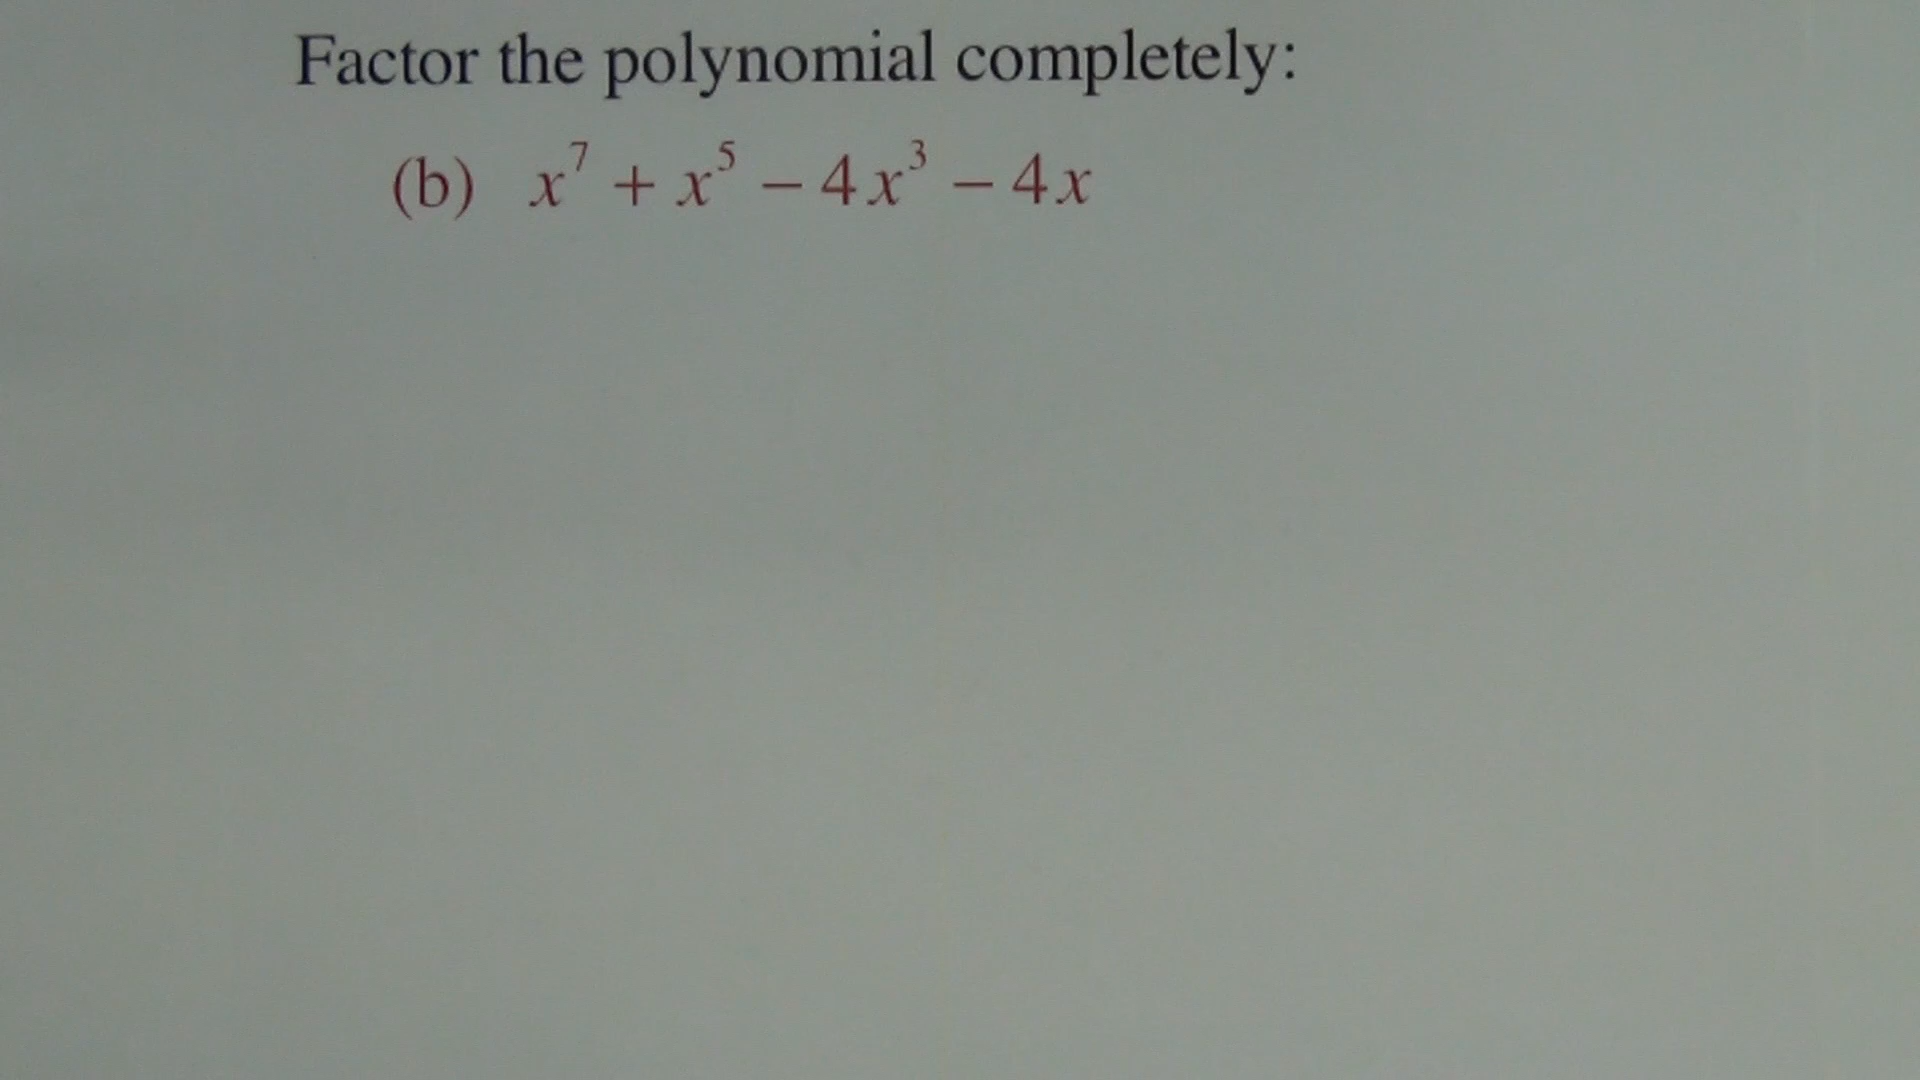 Factor the polynomial completely:
(b) x⁷ + x⁵ − 4x³ − 4x